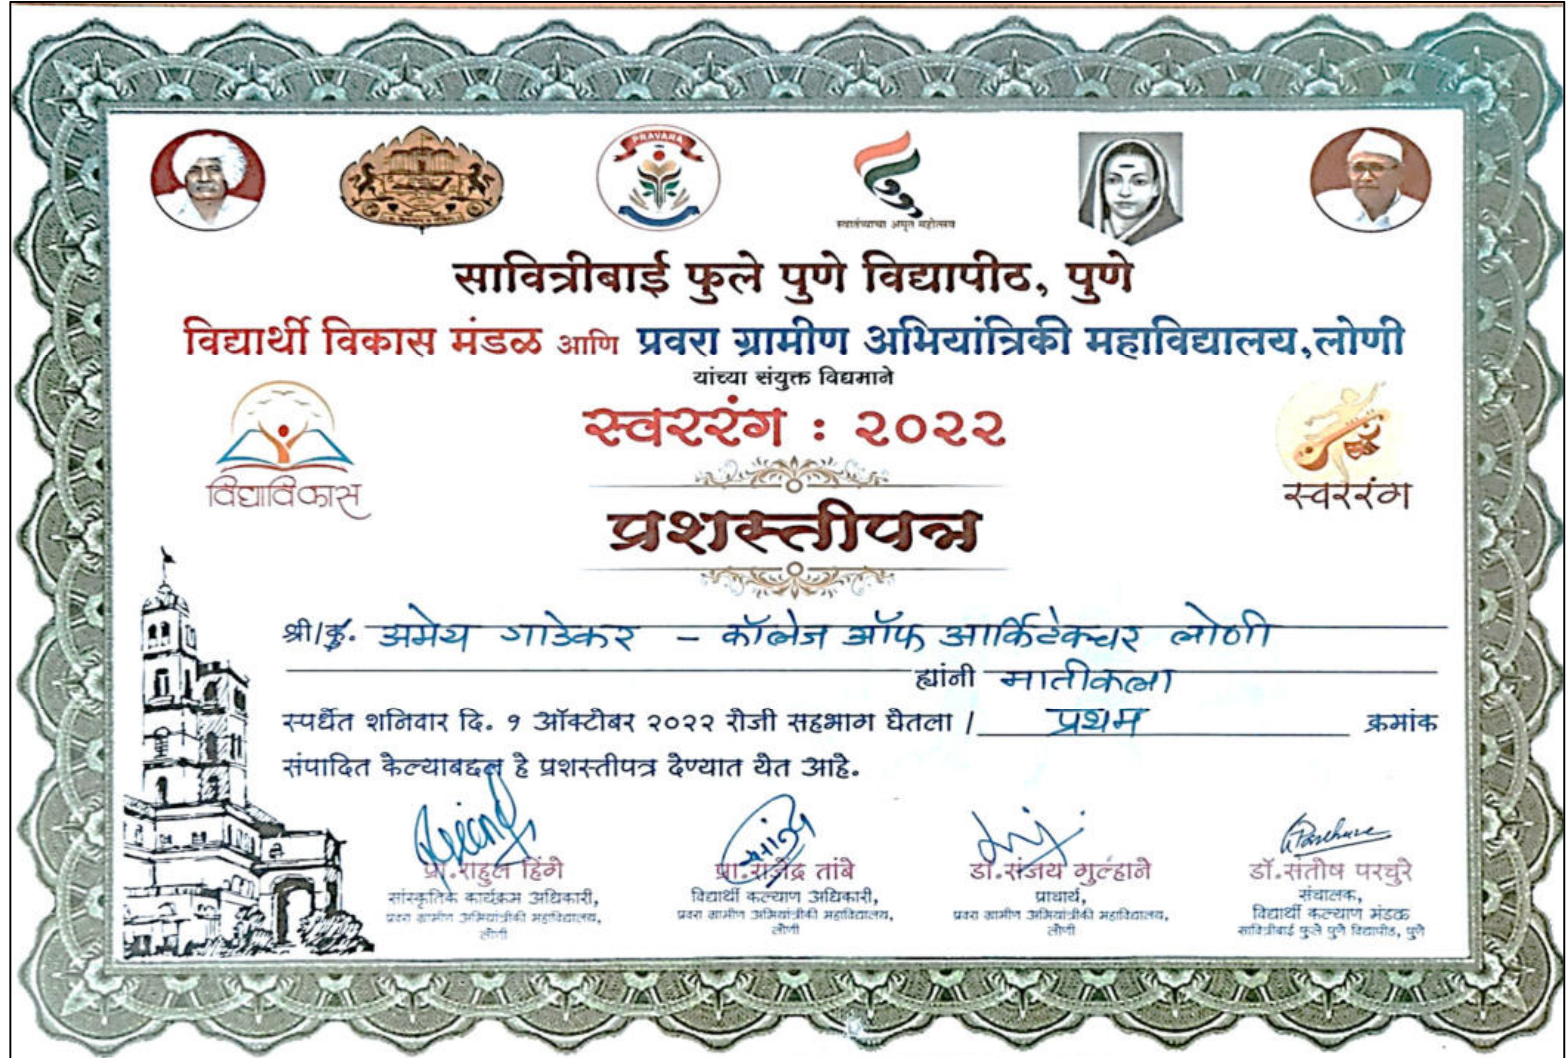 PRAVARA
स्वातंत्र्याचा अमृत महोत्सव
सावित्रीबाई फुले पुणे विद्यापीठ, पुणे
विद्यार्थी विकास मंडळ आणि प्रवरा ग्रामीण अभियांत्रिकी महाविद्यालय,लोणी
यांच्या संयुक्त विद्यमाने
स्वररंग : २०२२
विद्याविकास
स्वररंग
प्रशस्तीपत्र
श्री/कु. अमेय गाडेकर – कॉलेज ऑफ आर्किटेक्चर लोणी
ह्यांनी मातीकला
स्पर्धेत शनिवार दि. १ ऑक्टोबर २०२२ रोजी सहभाग घेतला / प्रथम क्रमांक
संपादित केल्याबद्दल हे प्रशस्तीपत्र देण्यात येत आहे.
प्रा.राहुल हिंगे
सांस्कृतिक कार्यक्रम अधिकारी,
प्रवरा ग्रामीण अभियांत्रीकी महाविद्यालय,
लोणी
प्रा.राजेंद्र तांबे
विद्यार्थी कल्याण अधिकारी,
प्रवरा ग्रामीण अभियांत्रीकी महाविद्यालय,
लोणी
डॉ.संजय गुल्हाने
प्राचार्य,
प्रवरा ग्रामीण अभियांत्रीकी महाविद्यालय,
लोणी
डॉ.संतोष परचुरे
संचालक,
विद्यार्थी कल्याण मंडळ
सावित्रीबाई फुले पुणे विद्यापीठ, पुणे